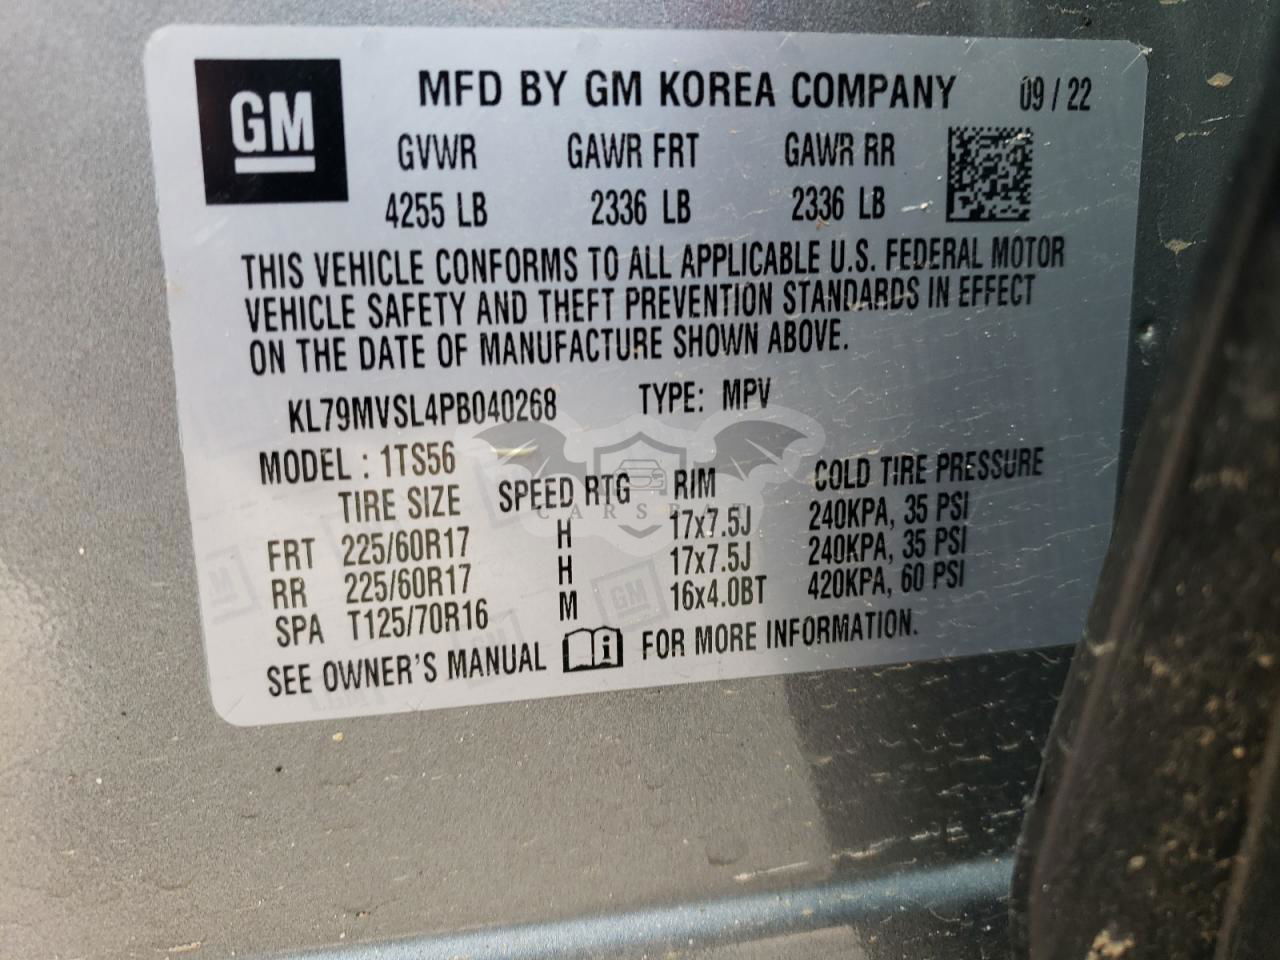 GM
MFD BY GM KOREA COMPANY 09 / 22
GVWR GAWR FRT GAWR RR
4255 LB 2336 LB 2336 LB
THIS VEHICLE CONFORMS TO ALL APPLICABLE U.S. FEDERAL MOTOR
VEHICLE SAFETY AND THEFT PREVENTION STANDARDS IN EFFECT
ON THE DATE OF MANUFACTURE SHOWN ABOVE.
KL79MVSL4PB040268 TYPE: MPV
MODEL : 1TS56
TIRE SIZE SPEED RTG RIM COLD TIRE PRESSURE
FRT 225/60R17 H 17x7.5J 240KPA, 35 PSI
RR 225/60R17 H 17x7.5J 240KPA, 35 PSI
SPA T125/70R16 M 16x4.0BT 420KPA, 60 PSI
SEE OWNER'S MANUAL FOR MORE INFORMATION.
GM
GM
GM